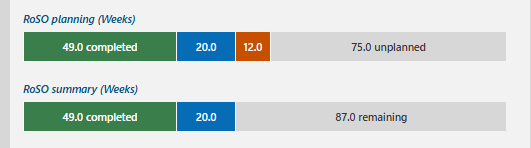 RoSO planning (Weeks)
49.0 completed 20.0 12.0 75.0 unplanned
RoSO summary (Weeks)
49.0 completed 20.0 87.0 remaining